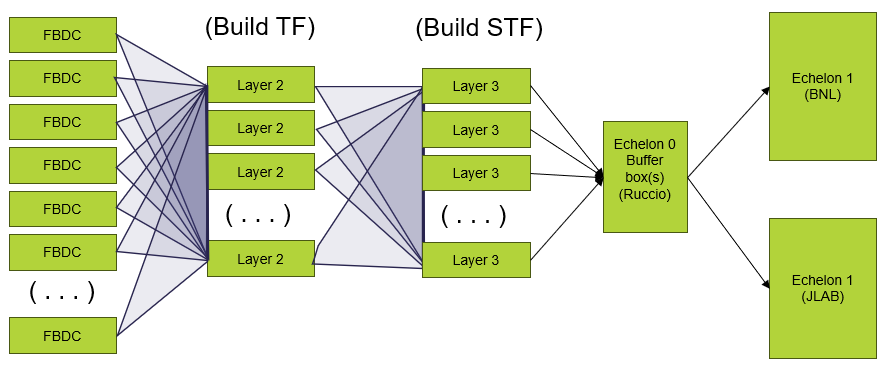 (Build TF)
(Build STF)
FBDC
FBDC
FBDC
FBDC
FBDC
FBDC
(...)
FBDC
Layer 2
Layer 2
Layer 2
(...)
Layer 2
Layer 3
Layer 3
Layer 3
(...)
Layer 3
Echelon 0
Buffer
box(s)
(Ruccio)
Echelon 1
(BNL)
Echelon 1
(JLAB)